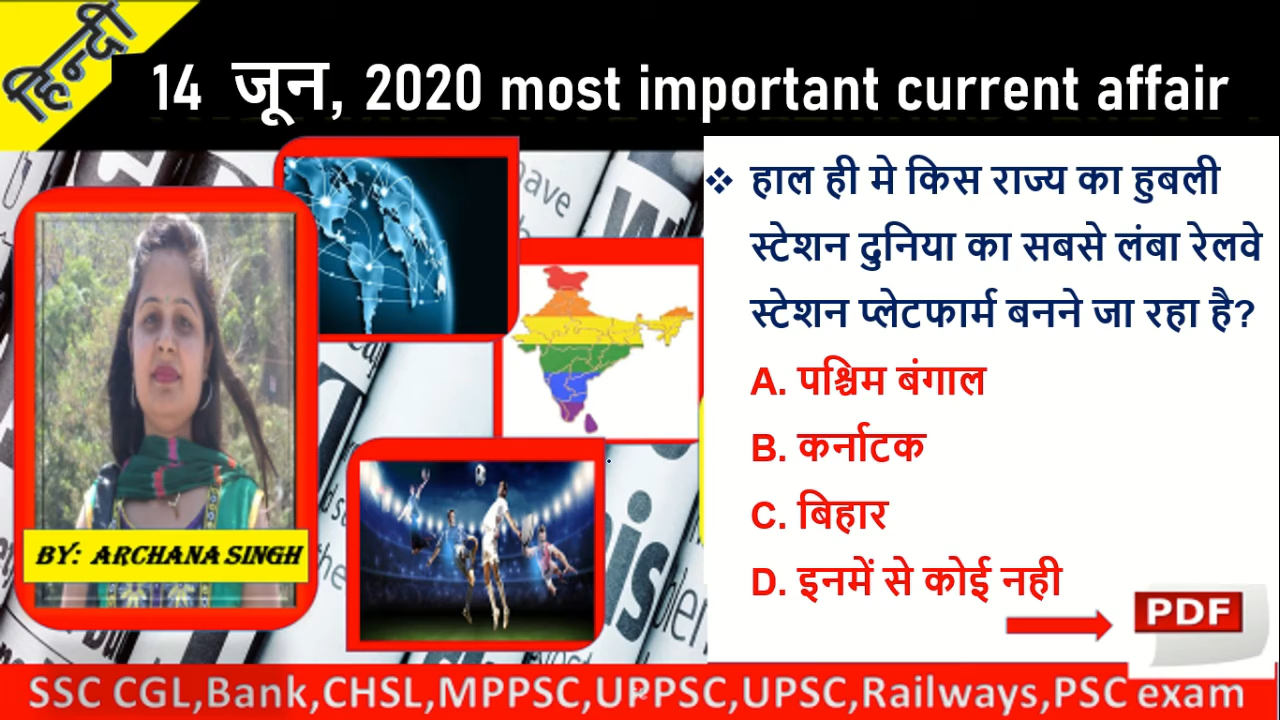 हिन्दी
14 जून, 2020 most important current affair
❖ हाल ही मे किस राज्य का हुबली
स्टेशन दुनिया का सबसे लंबा रेलवे
स्टेशन प्लेटफार्म बनने जा रहा है?
A. पश्चिम बंगाल
B. कर्नाटक
C. बिहार
D. इनमें से कोई नही
PDF
BY: ARCHANA SINGH
SSC CGL,Bank,CHSL,MPPSC,UPPSC,UPSC,Railways,PSC exam